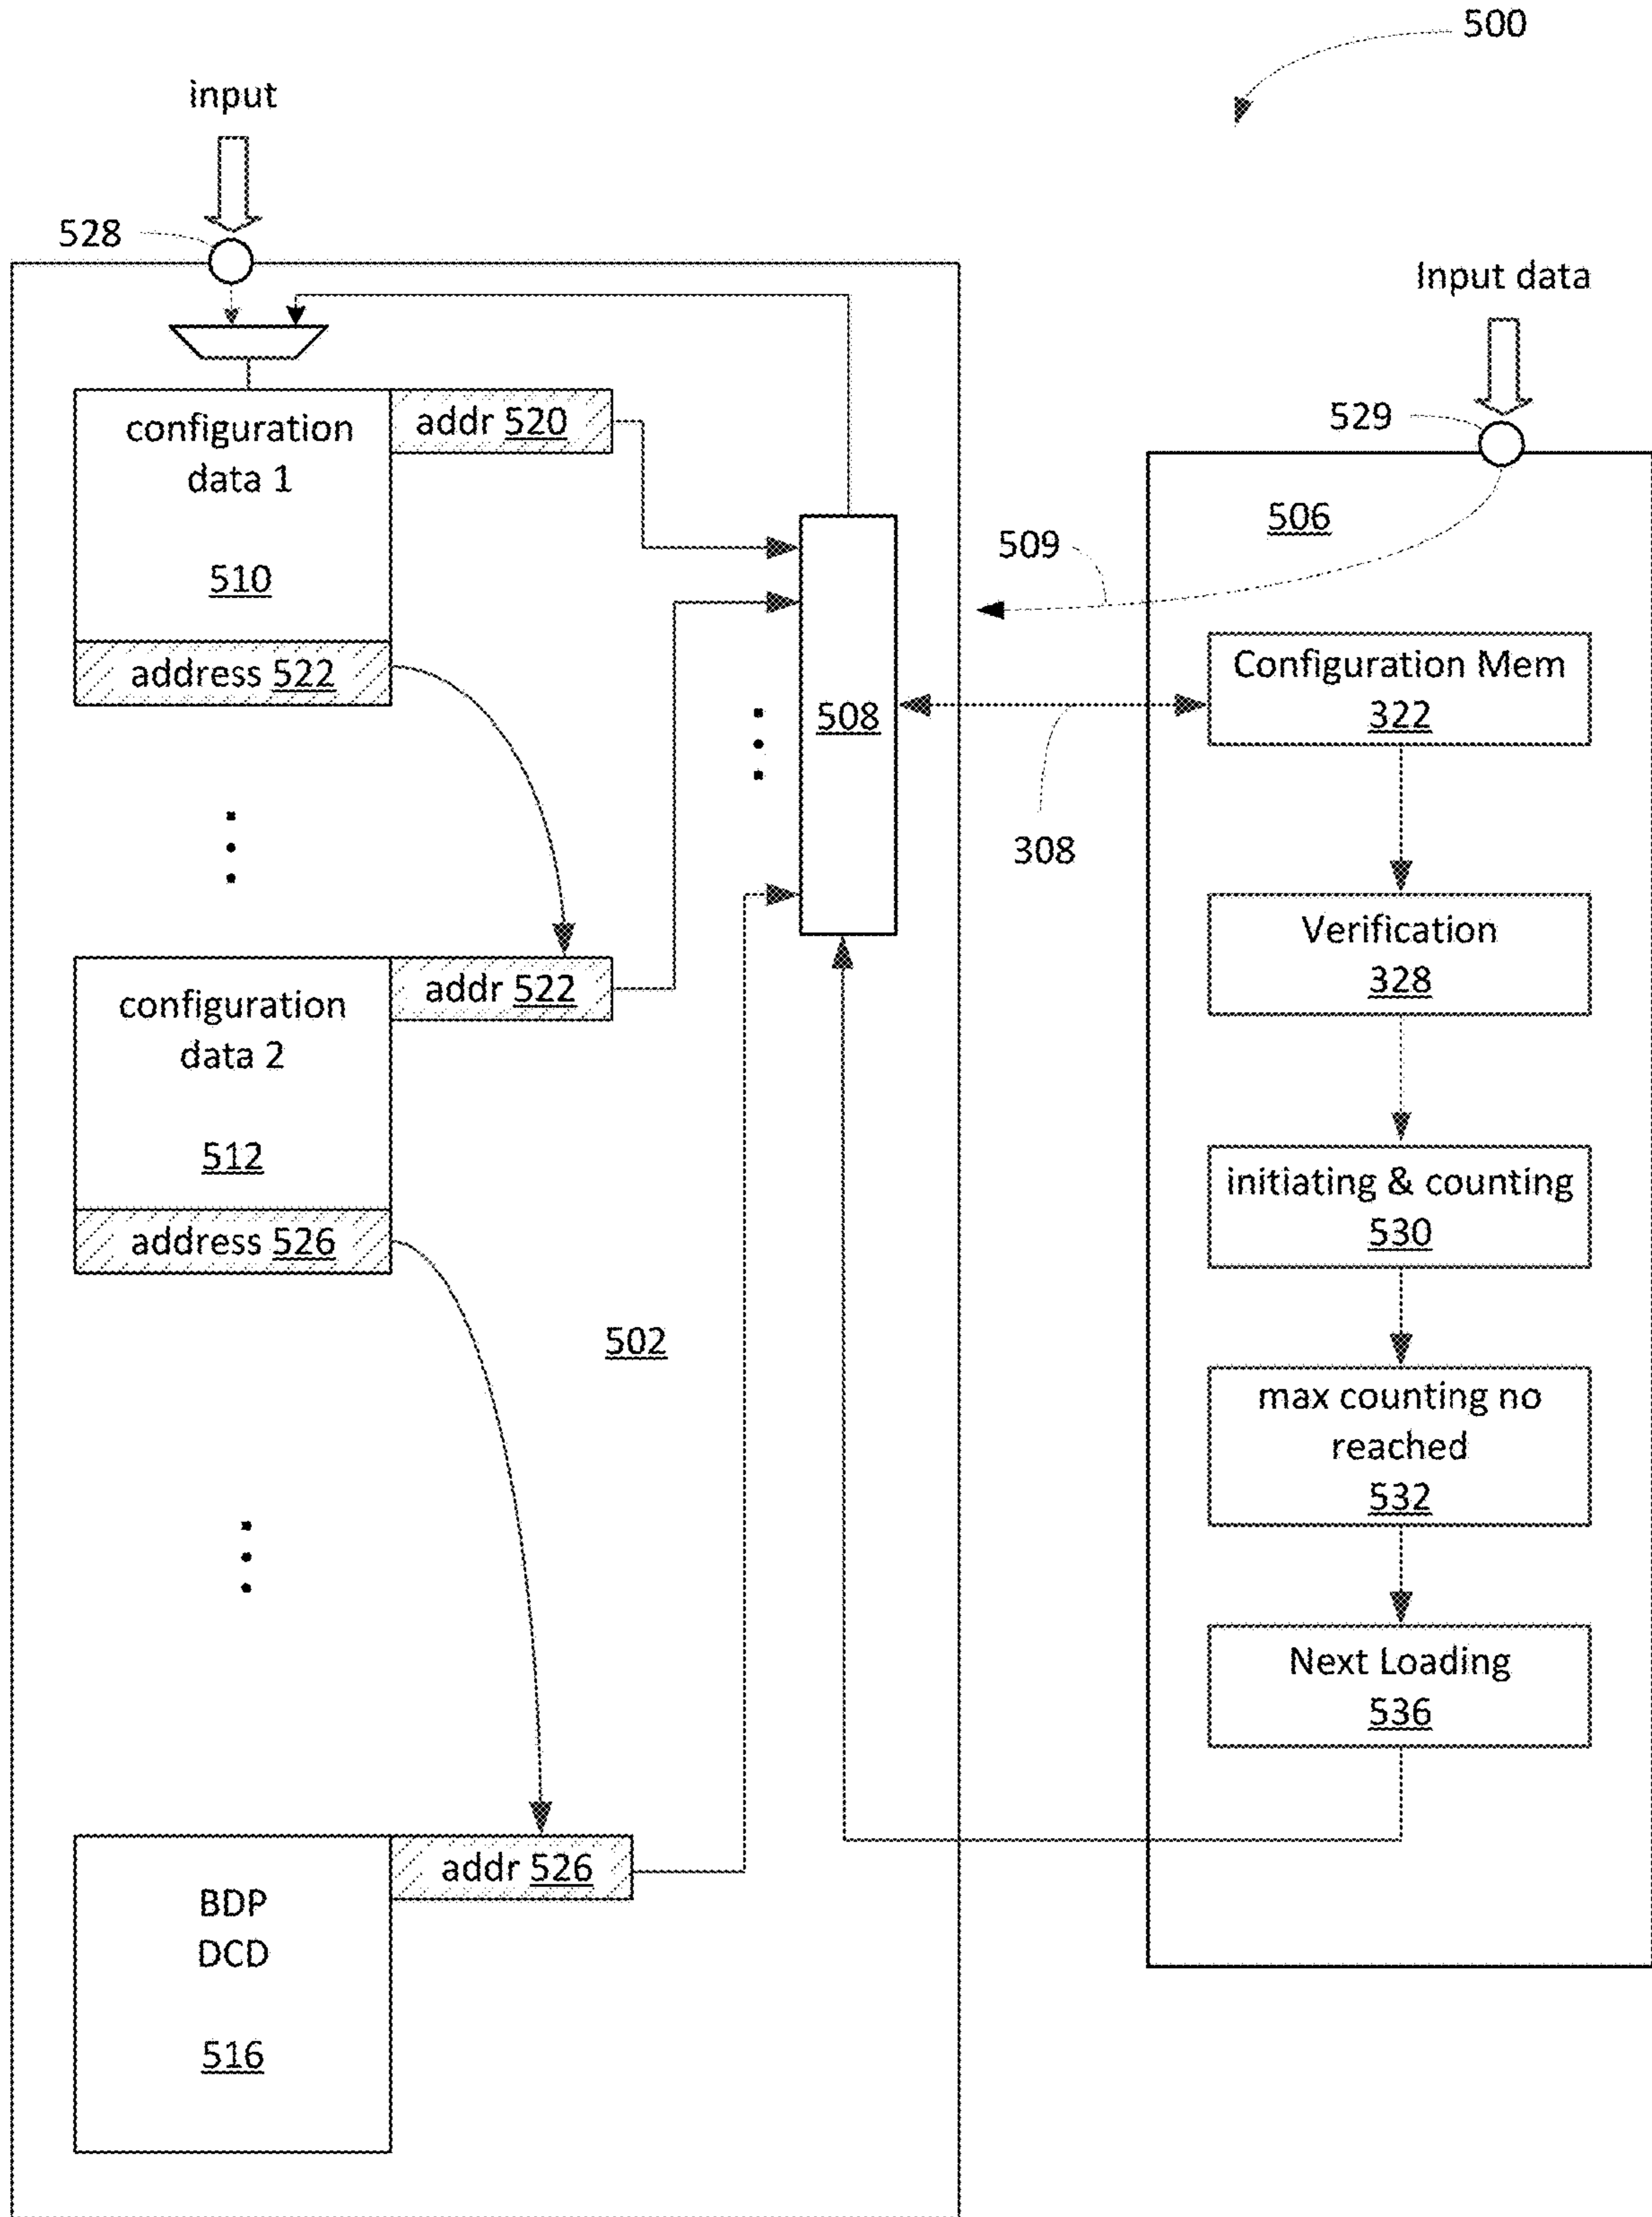 500
input
528
Input data
529
configuration
data 1
510
addr 520
address 522
506
509
508
308
Configuration Mem
322
Verification
328
configuration
data 2
512
addr 522
address 526
502
initiating & counting
530
max counting no
reached
532
Next Loading
536
BDP
DCD
516
addr 526